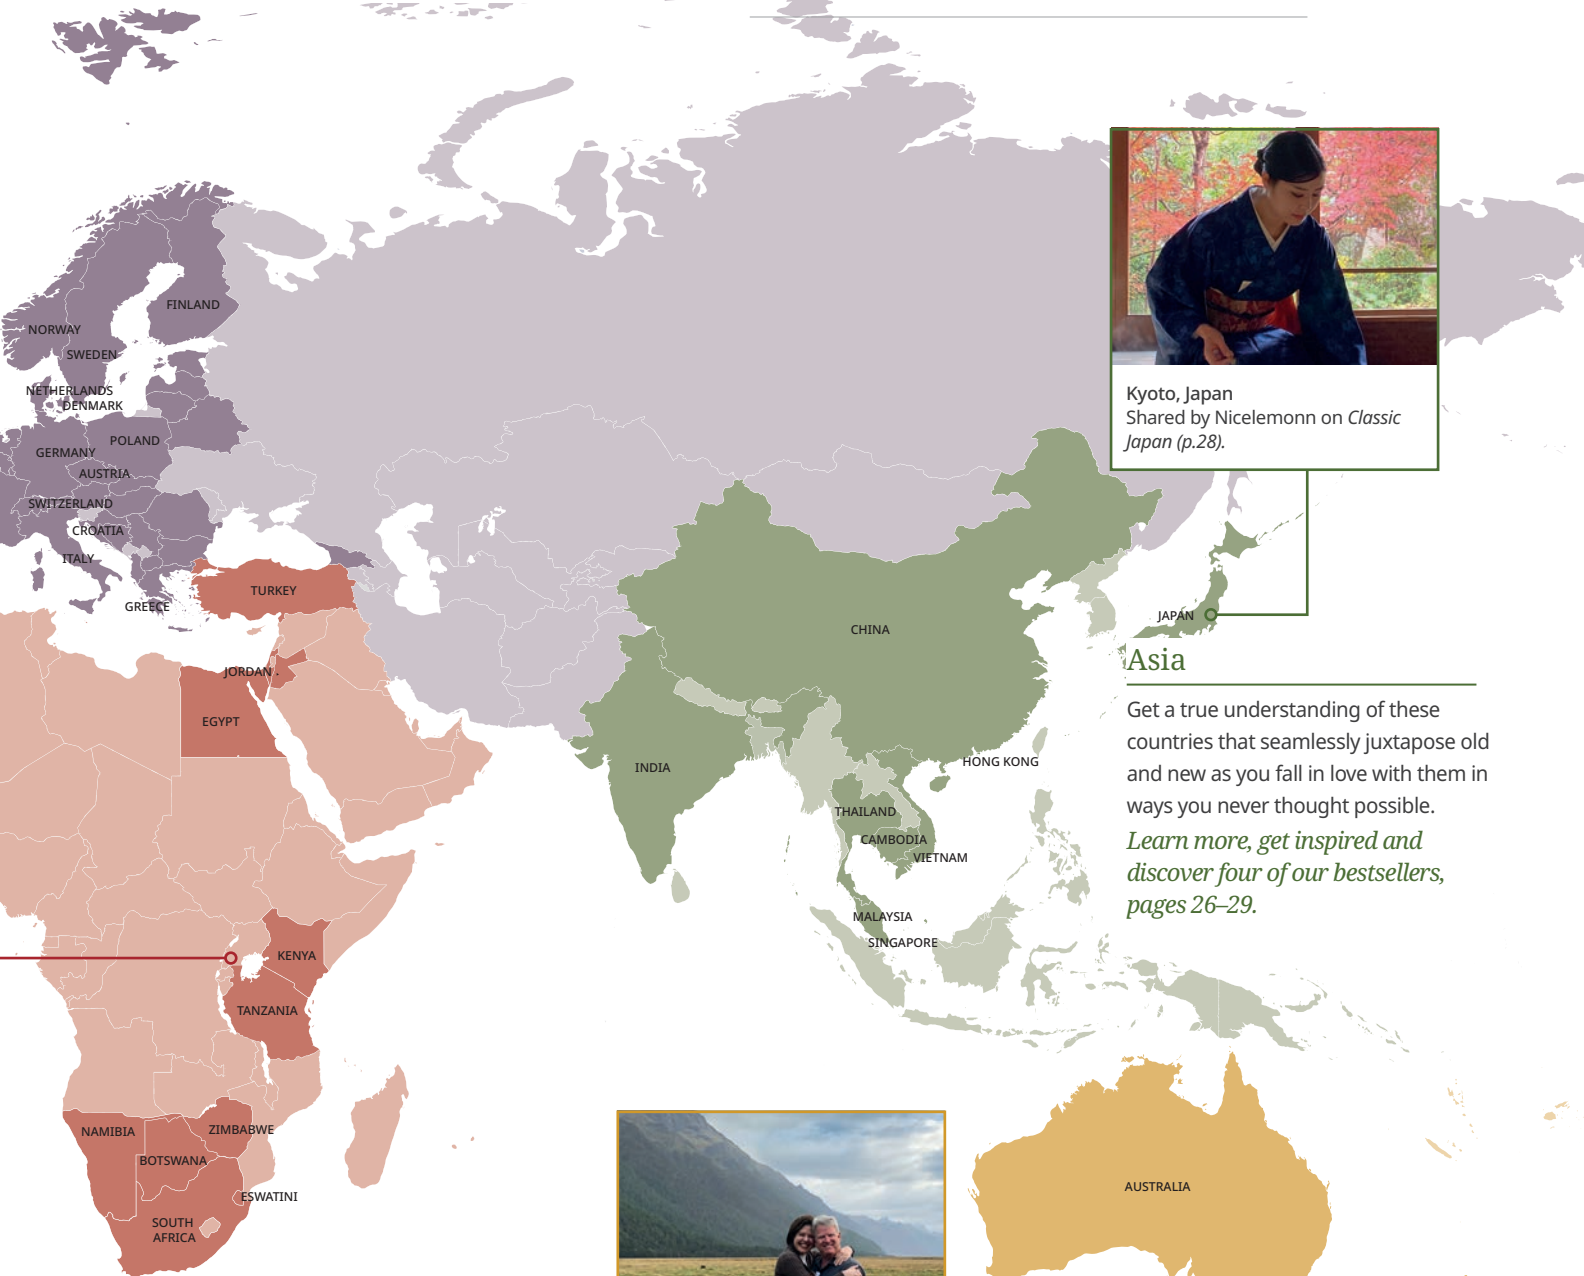 FINLAND
NORWAY
SWEDEN
NETHERLANDS
DENMARK
POLAND
GERMANY
AUSTRIA
SWITZERLAND
CROATIA
ITALY
GREECE
TURKEY
JORDAN
EGYPT
KENYA
TANZANIA
NAMIBIA
ZIMBABWE
BOTSWANA
ESWATINI
SOUTH
AFRICA
CHINA
INDIA
HONG KONG
THAILAND
CAMBODIA
VIETNAM
MALAYSIA
SINGAPORE
JAPAN
Kyoto, Japan
Shared by Nicelemonn on Classic
Japan (p.28).
Asia
Get a true understanding of these
countries that seamlessly juxtapose old
and new as you fall in love with them in
ways you never thought possible.
Learn more, get inspired and
discover four of our bestsellers,
pages 26–29.
AUSTRALIA